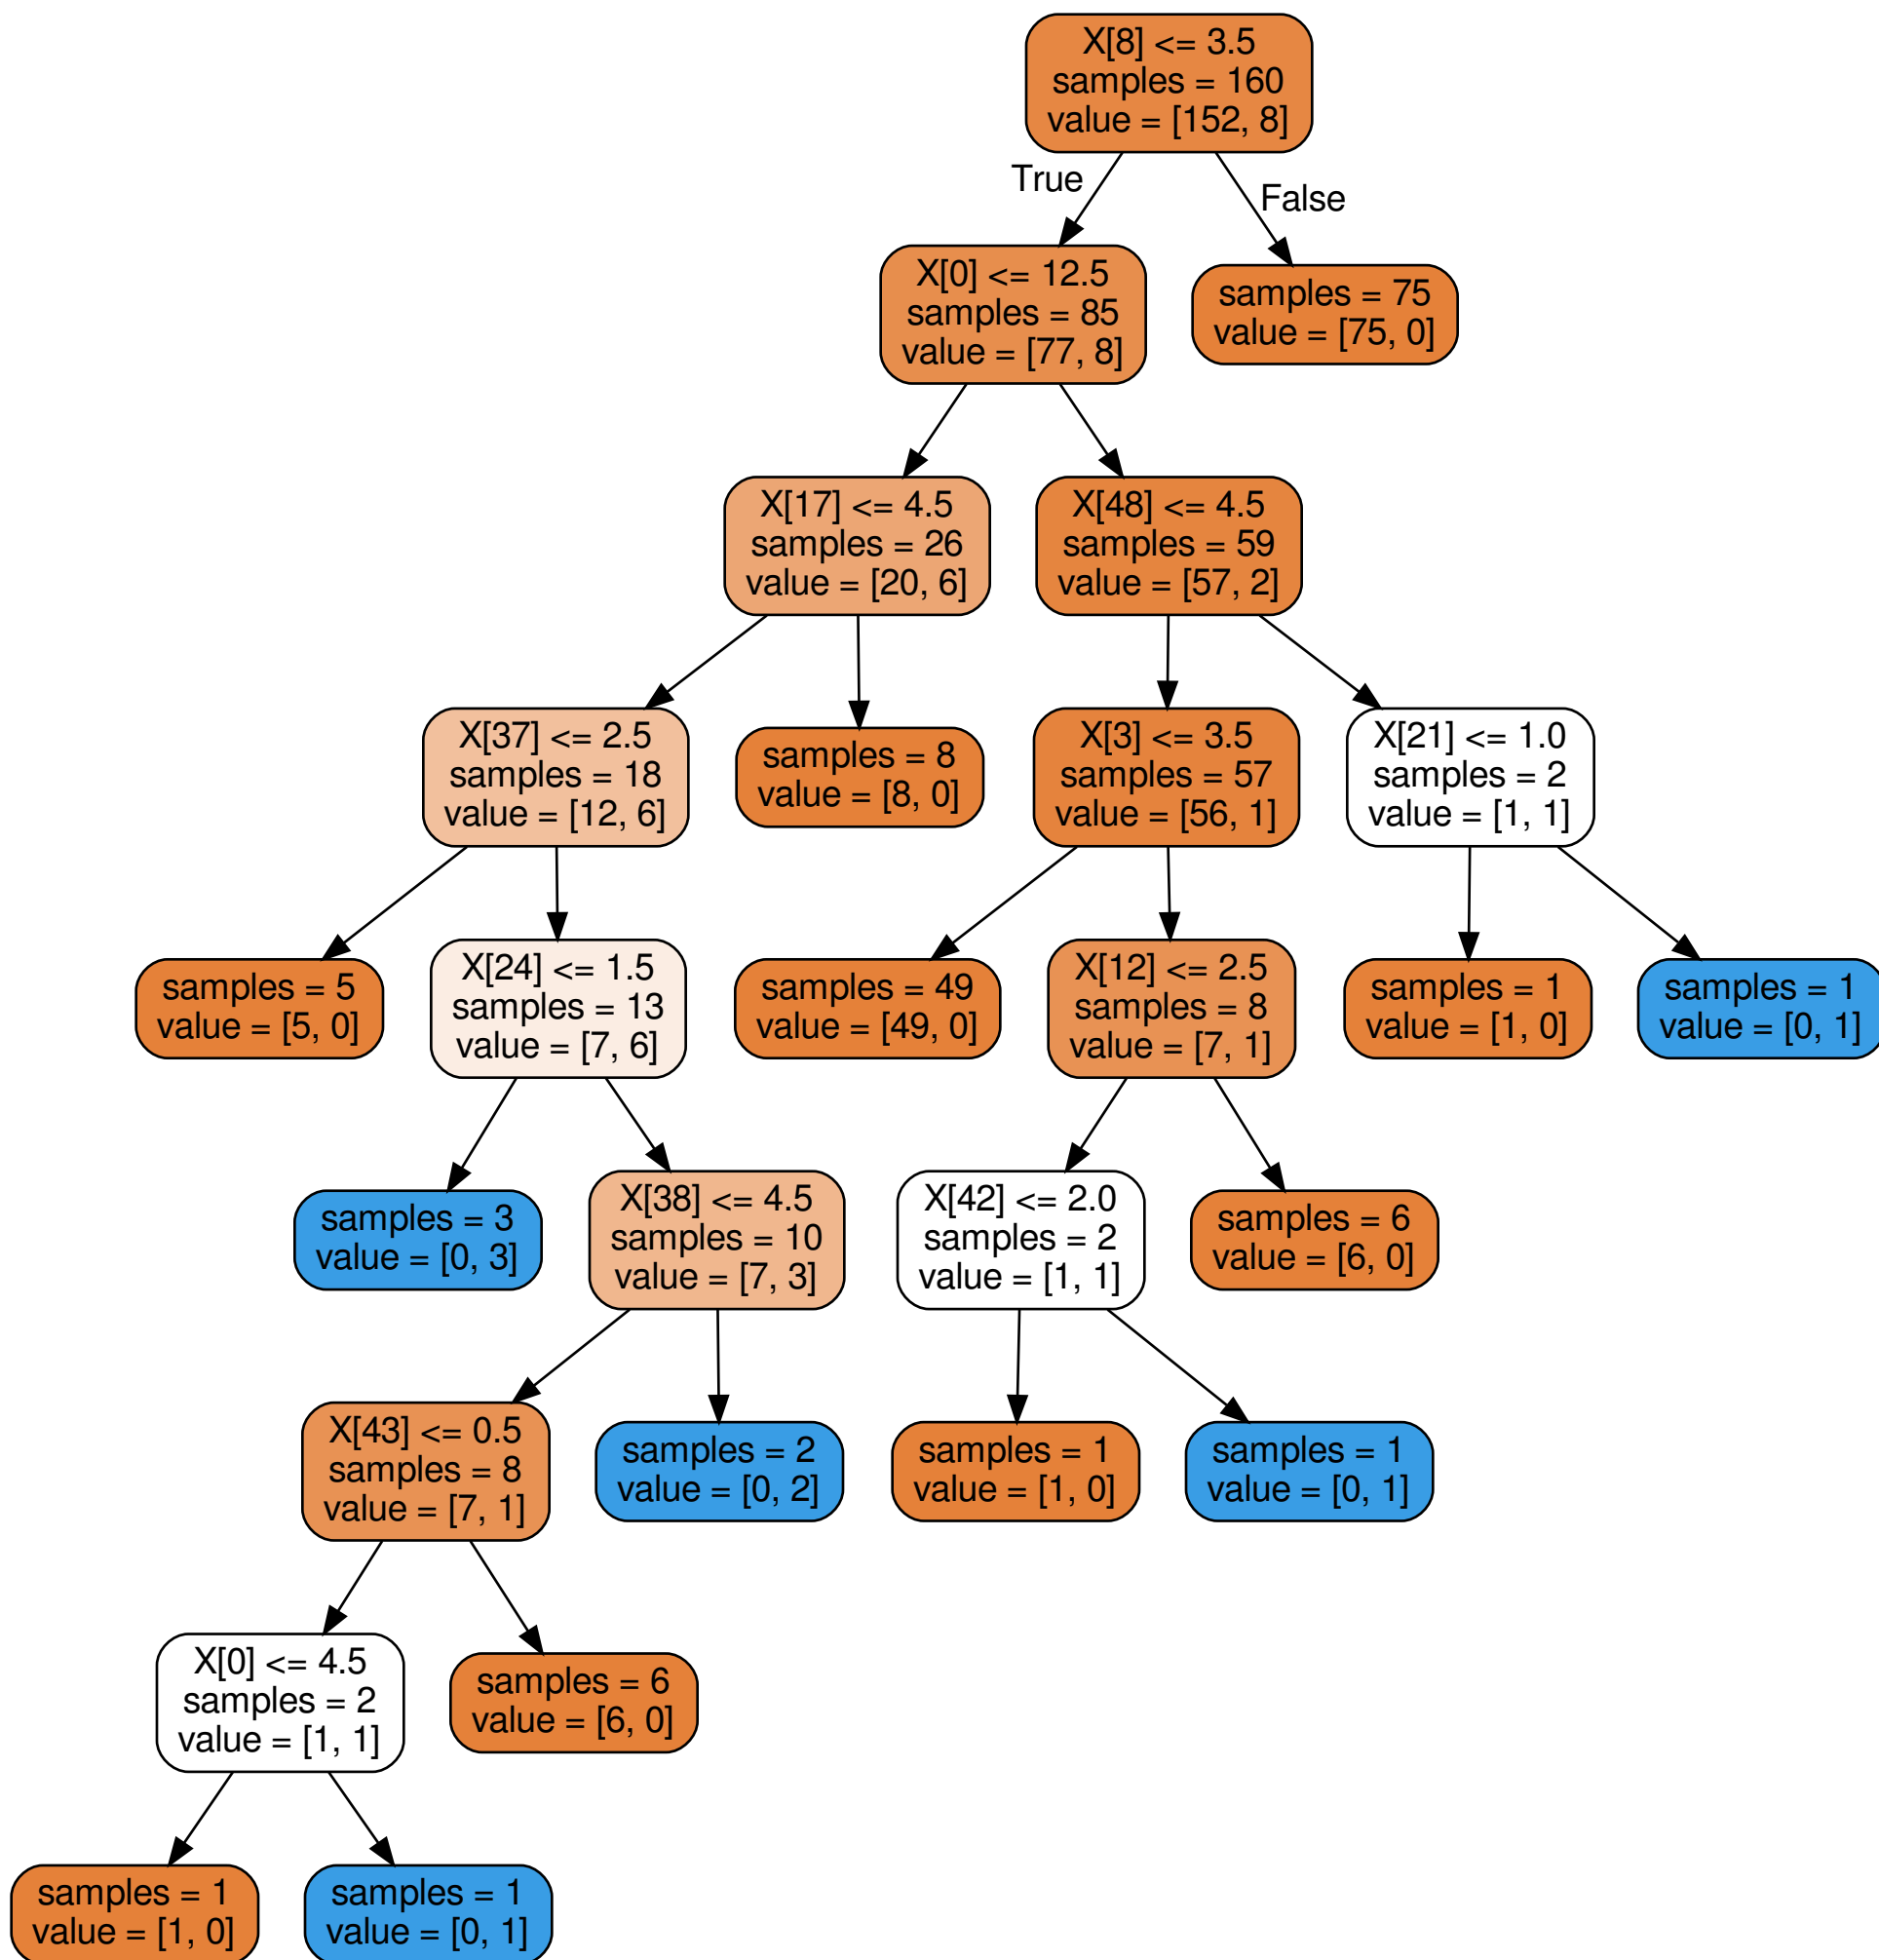 X[8] <= 3.5
samples = 160
value = [152, 8]
True
False
X[0] <= 12.5
samples = 85
value = [77, 8]
samples = 75
value = [75, 0]
X[17] <= 4.5
samples = 26
value = [20, 6]
X[48] <= 4.5
samples = 59
value = [57, 2]
X[37] <= 2.5
samples = 18
value = [12, 6]
samples = 8
value = [8, 0]
X[3] <= 3.5
samples = 57
value = [56, 1]
X[21] <= 1.0
samples = 2
value = [1, 1]
samples = 5
value = [5, 0]
X[24] <= 1.5
samples = 13
value = [7, 6]
samples = 49
value = [49, 0]
X[12] <= 2.5
samples = 8
value = [7, 1]
samples = 1
value = [1, 0]
samples = 1
value = [0, 1]
samples = 3
value = [0, 3]
X[38] <= 4.5
samples = 10
value = [7, 3]
X[42] <= 2.0
samples = 2
value = [1, 1]
samples = 6
value = [6, 0]
X[43] <= 0.5
samples = 8
value = [7, 1]
samples = 2
value = [0, 2]
samples = 1
value = [1, 0]
samples = 1
value = [0, 1]
X[0] <= 4.5
samples = 2
value = [1, 1]
samples = 6
value = [6, 0]
samples = 1
value = [1, 0]
samples = 1
value = [0, 1]